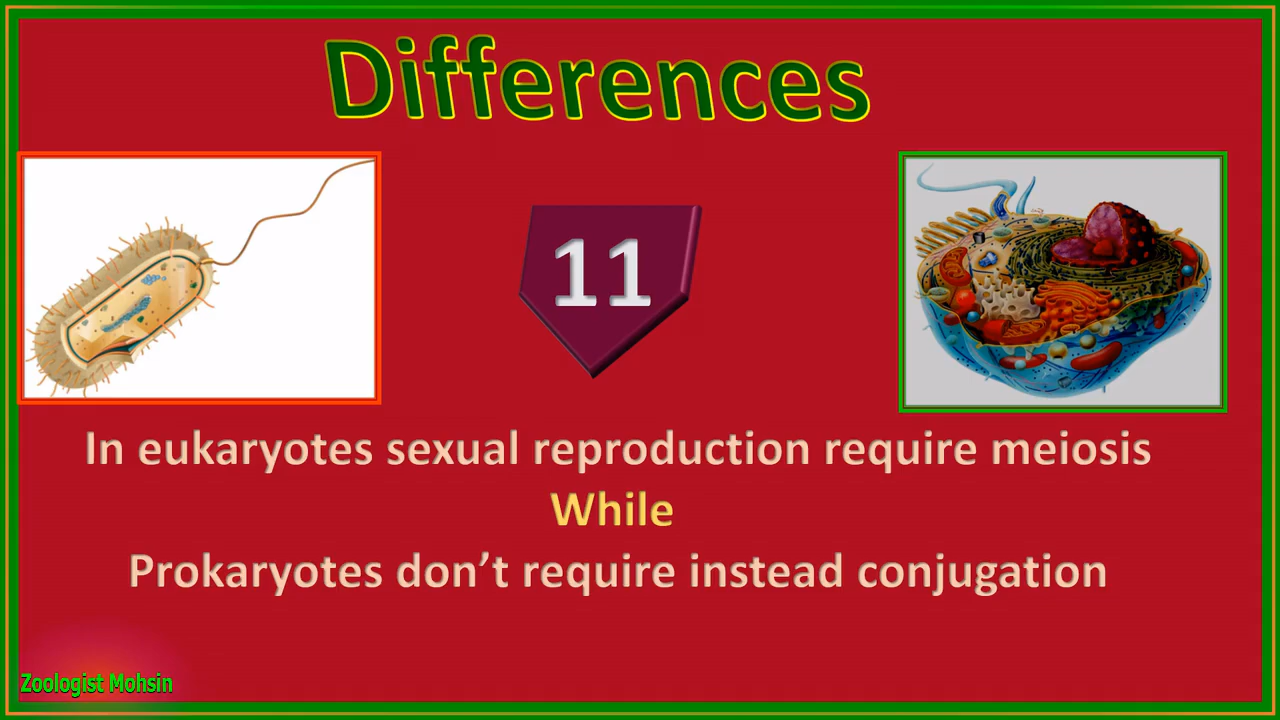 Differences
11
In eukaryotes sexual reproduction require meiosis
While
Prokaryotes don’t require instead conjugation
Zoologist Mohsin